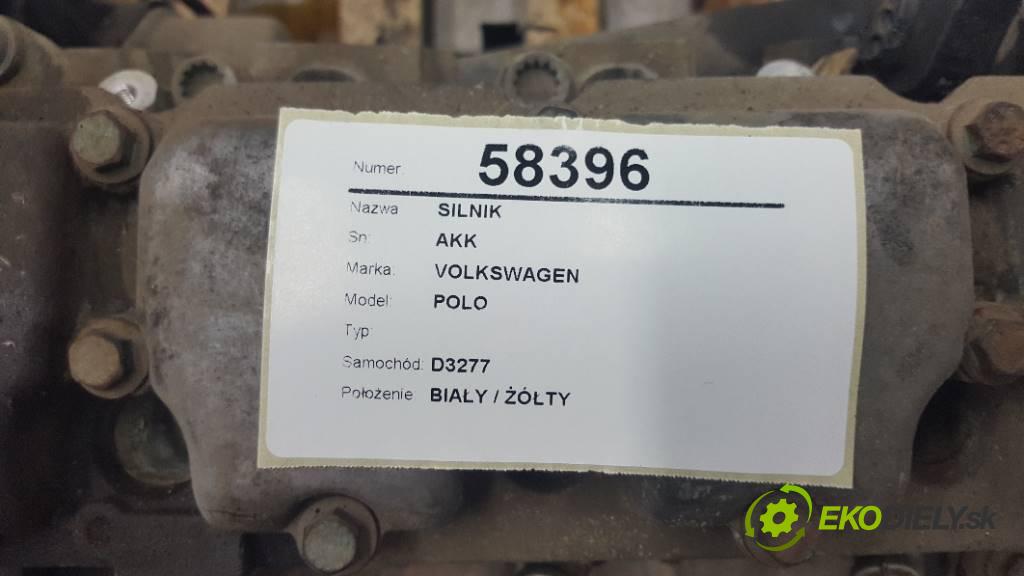 Numer: 58396
Nazwa SILNIK
Sn: AKK
Marka: VOLKSWAGEN
Model: POLO
Typ:
Samochód: D3277
Położenie BIAŁY / ŻÓŁTY
EKODIELY.sk